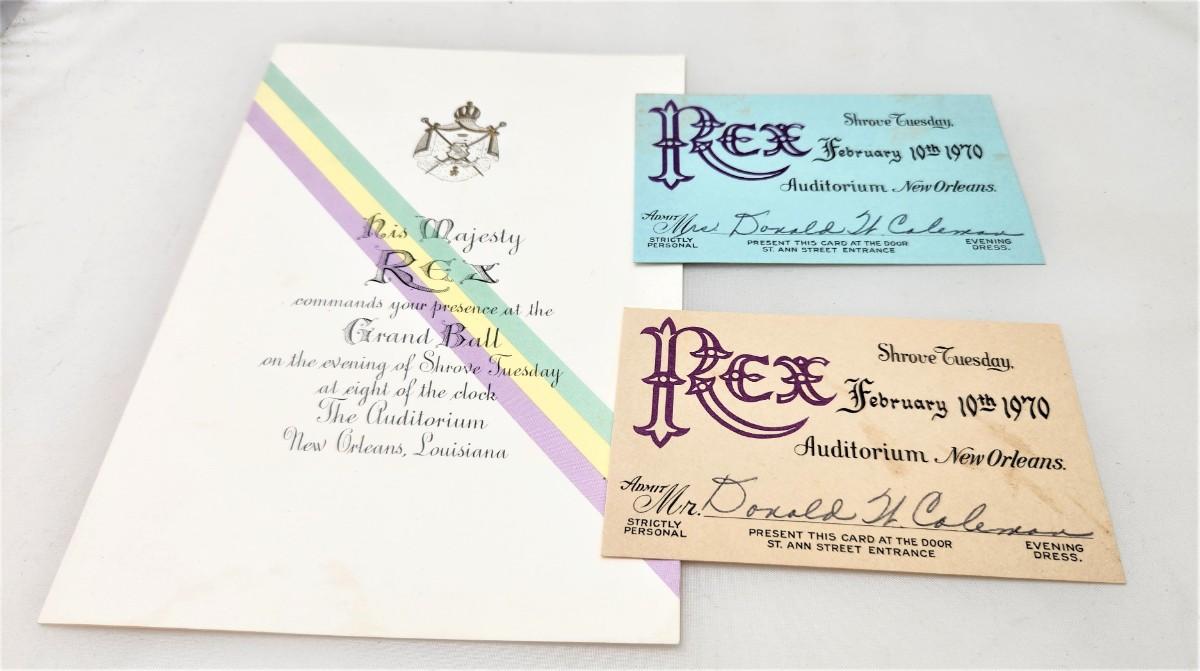 His Majesty
REX
commands your presence at the
Grand Ball
on the evening of Shrove Tuesday
at eight of the clock
The Auditorium
New Orleans, Louisiana
REX
Shrove Tuesday,
February 10th 1970
Auditorium New Orleans.
ADMIT Mrs Donald W. Coleman
STRICTLY PERSONAL
PRESENT THIS CARD AT THE DOOR
ST. ANN STREET ENTRANCE
EVENING DRESS.
REX
Shrove Tuesday,
February 10th 1970
Auditorium New Orleans.
ADMIT Mr. Donald W. Coleman
STRICTLY PERSONAL
PRESENT THIS CARD AT THE DOOR
ST. ANN STREET ENTRANCE
EVENING DRESS.